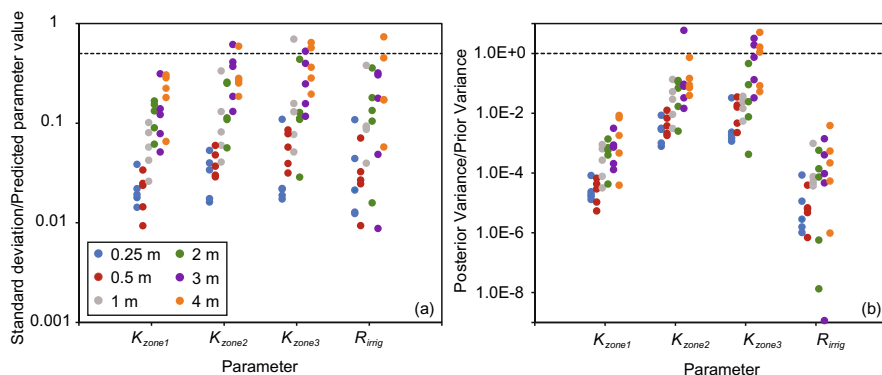 Standard deviation/Predicted parameter value
1
0.1
0.01
0.001
0.25 m
2 m
0.5 m
3 m
1 m
4 m
(a)
K_zone1 K_zone2 K_zone3 R_irrig
Parameter
Posterior Variance/Prior Variance
1.0E+0
1.0E-2
1.0E-4
1.0E-6
1.0E-8
(b)
K_zone1 K_zone2 K_zone3 R_irrig
Parameter